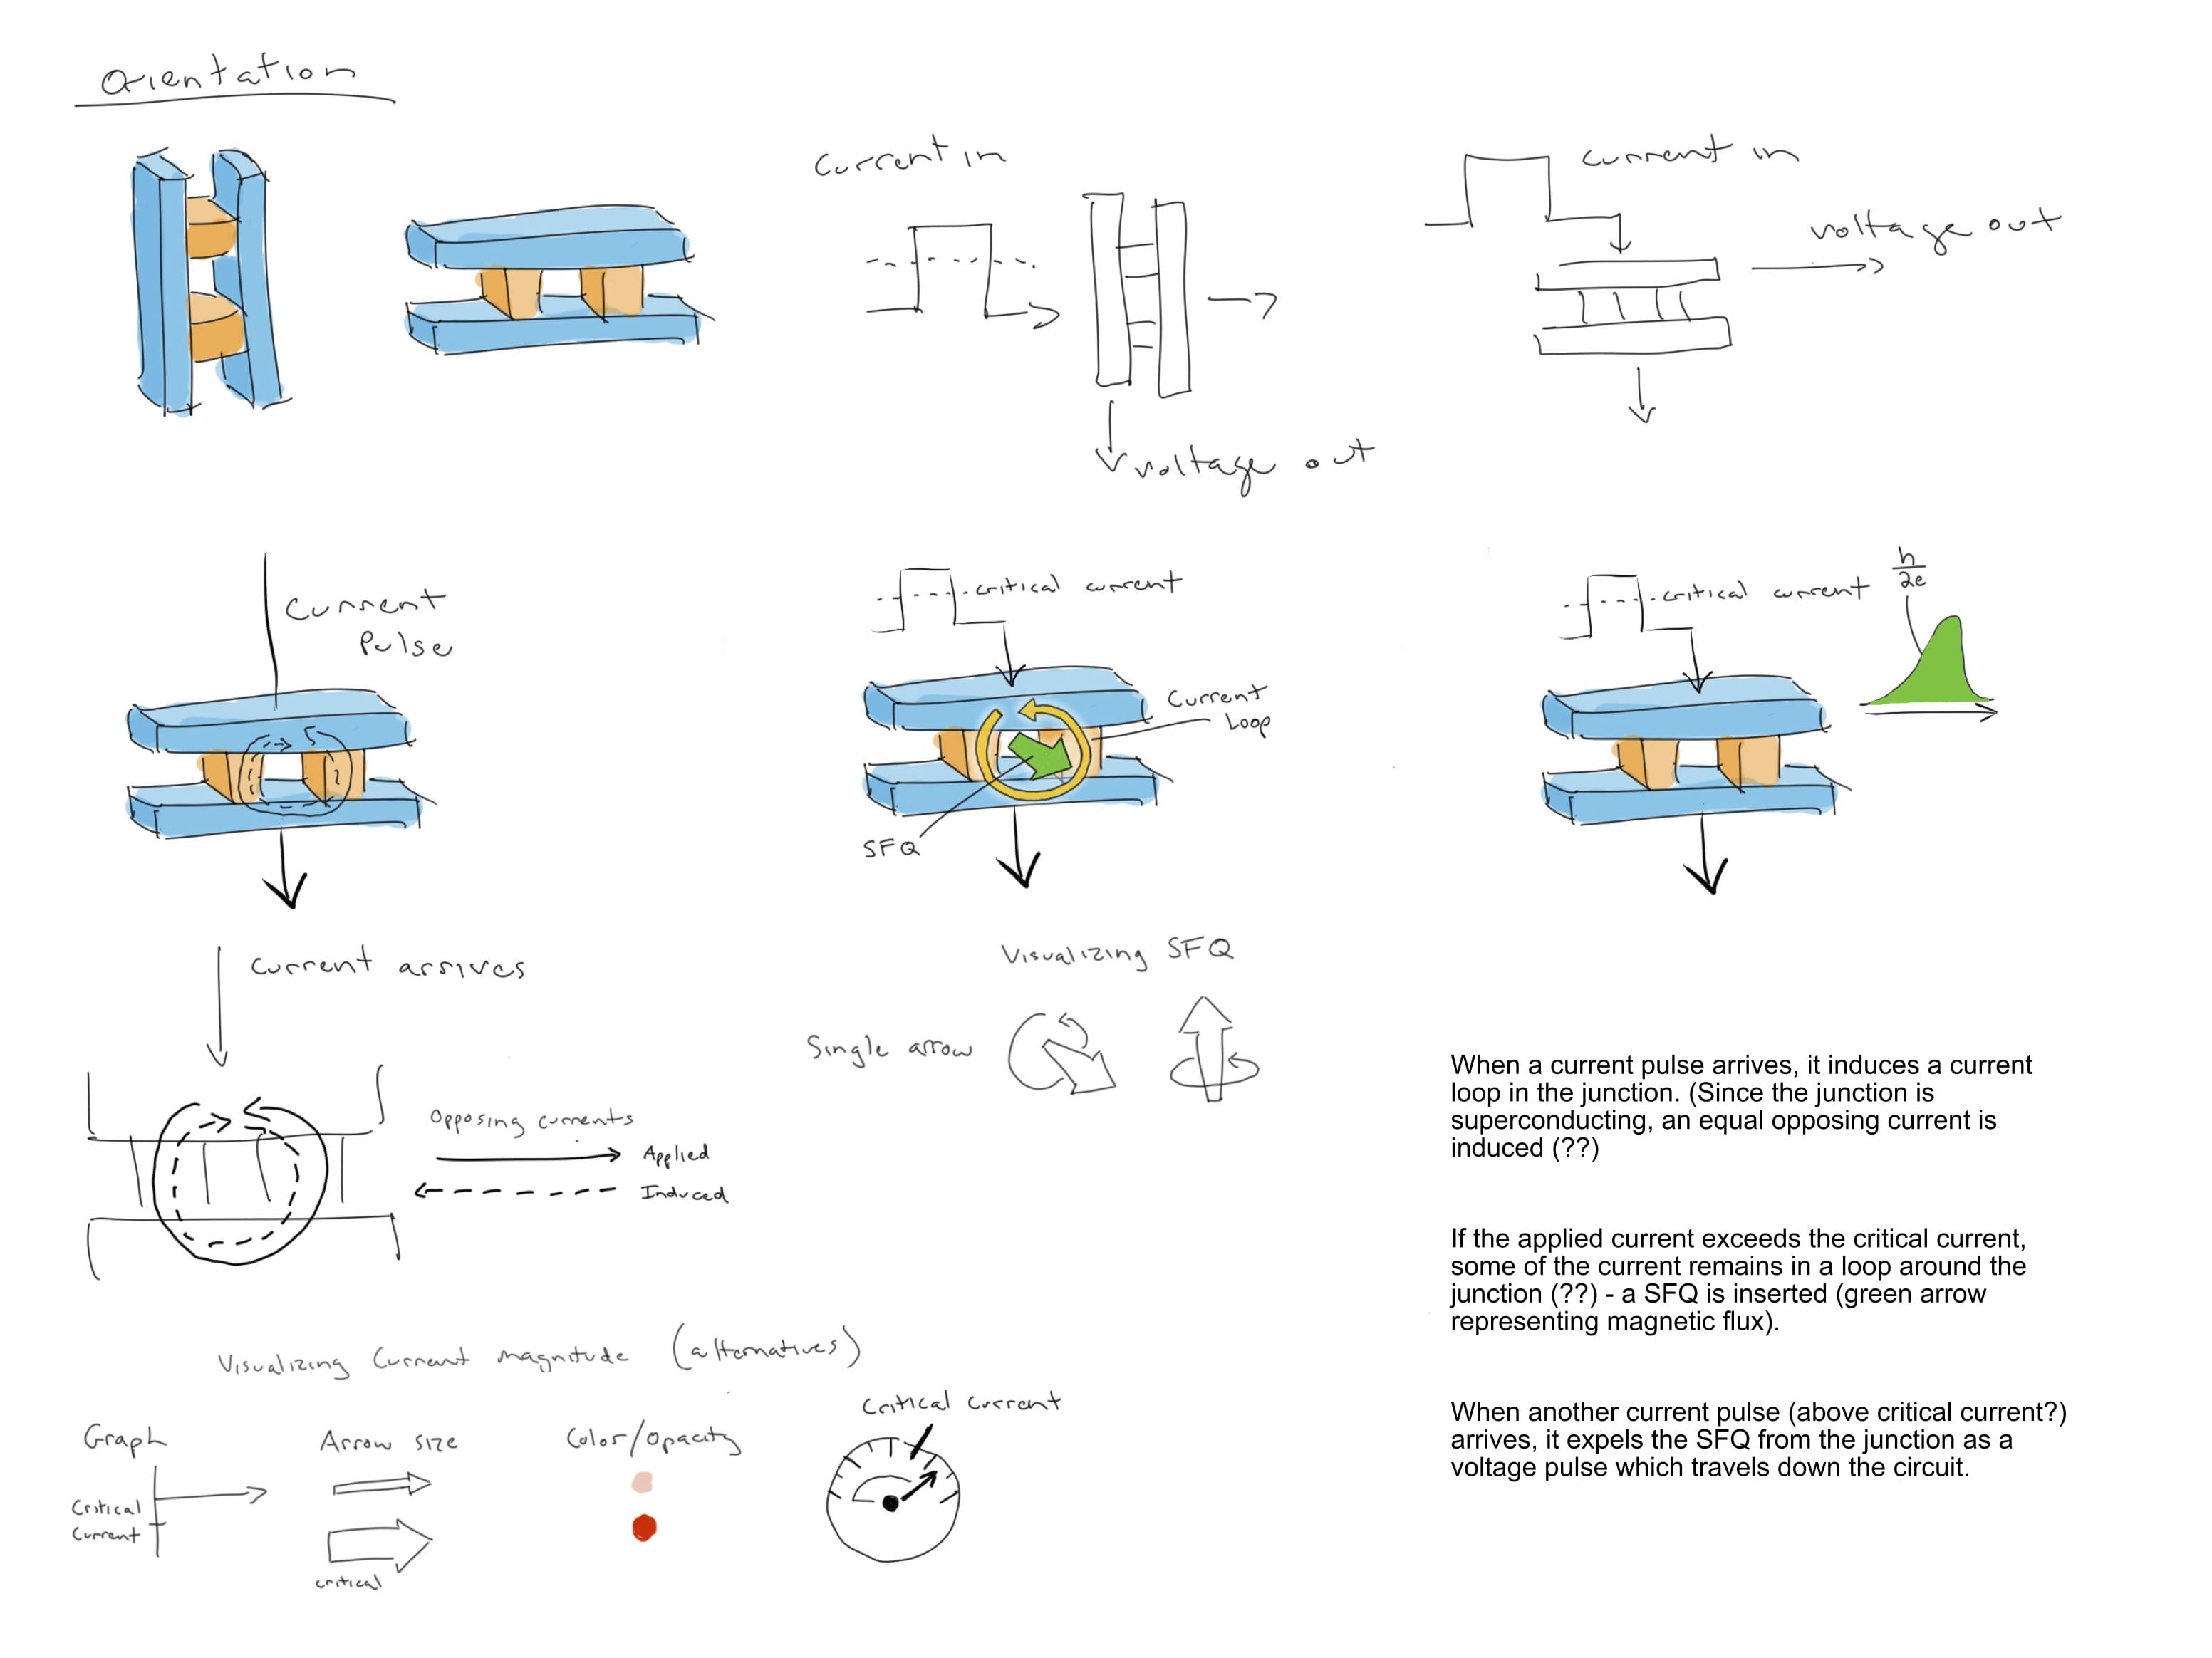 Orientation
Current in
voltage out
current in
voltage out
Current
Pulse
critical current
Current
Loop
SFQ
critical current
h
2e
Current arrives
Opposing currents
Applied
Induced
Visualizing SFQ
Single arrow
When a current pulse arrives, it induces a current
loop in the junction. (Since the junction is
superconducting, an equal opposing current is
induced (??)
If the applied current exceeds the critical current,
some of the current remains in a loop around the
junction (??) - a SFQ is inserted (green arrow
representing magnetic flux).
When another current pulse (above critical current?)
arrives, it expels the SFQ from the junction as a
voltage pulse which travels down the circuit.
Visualizing Current magnitude (alternatives)
Graph
Critical
Current
Arrow size
critical
Color/Opacity
Critical Current